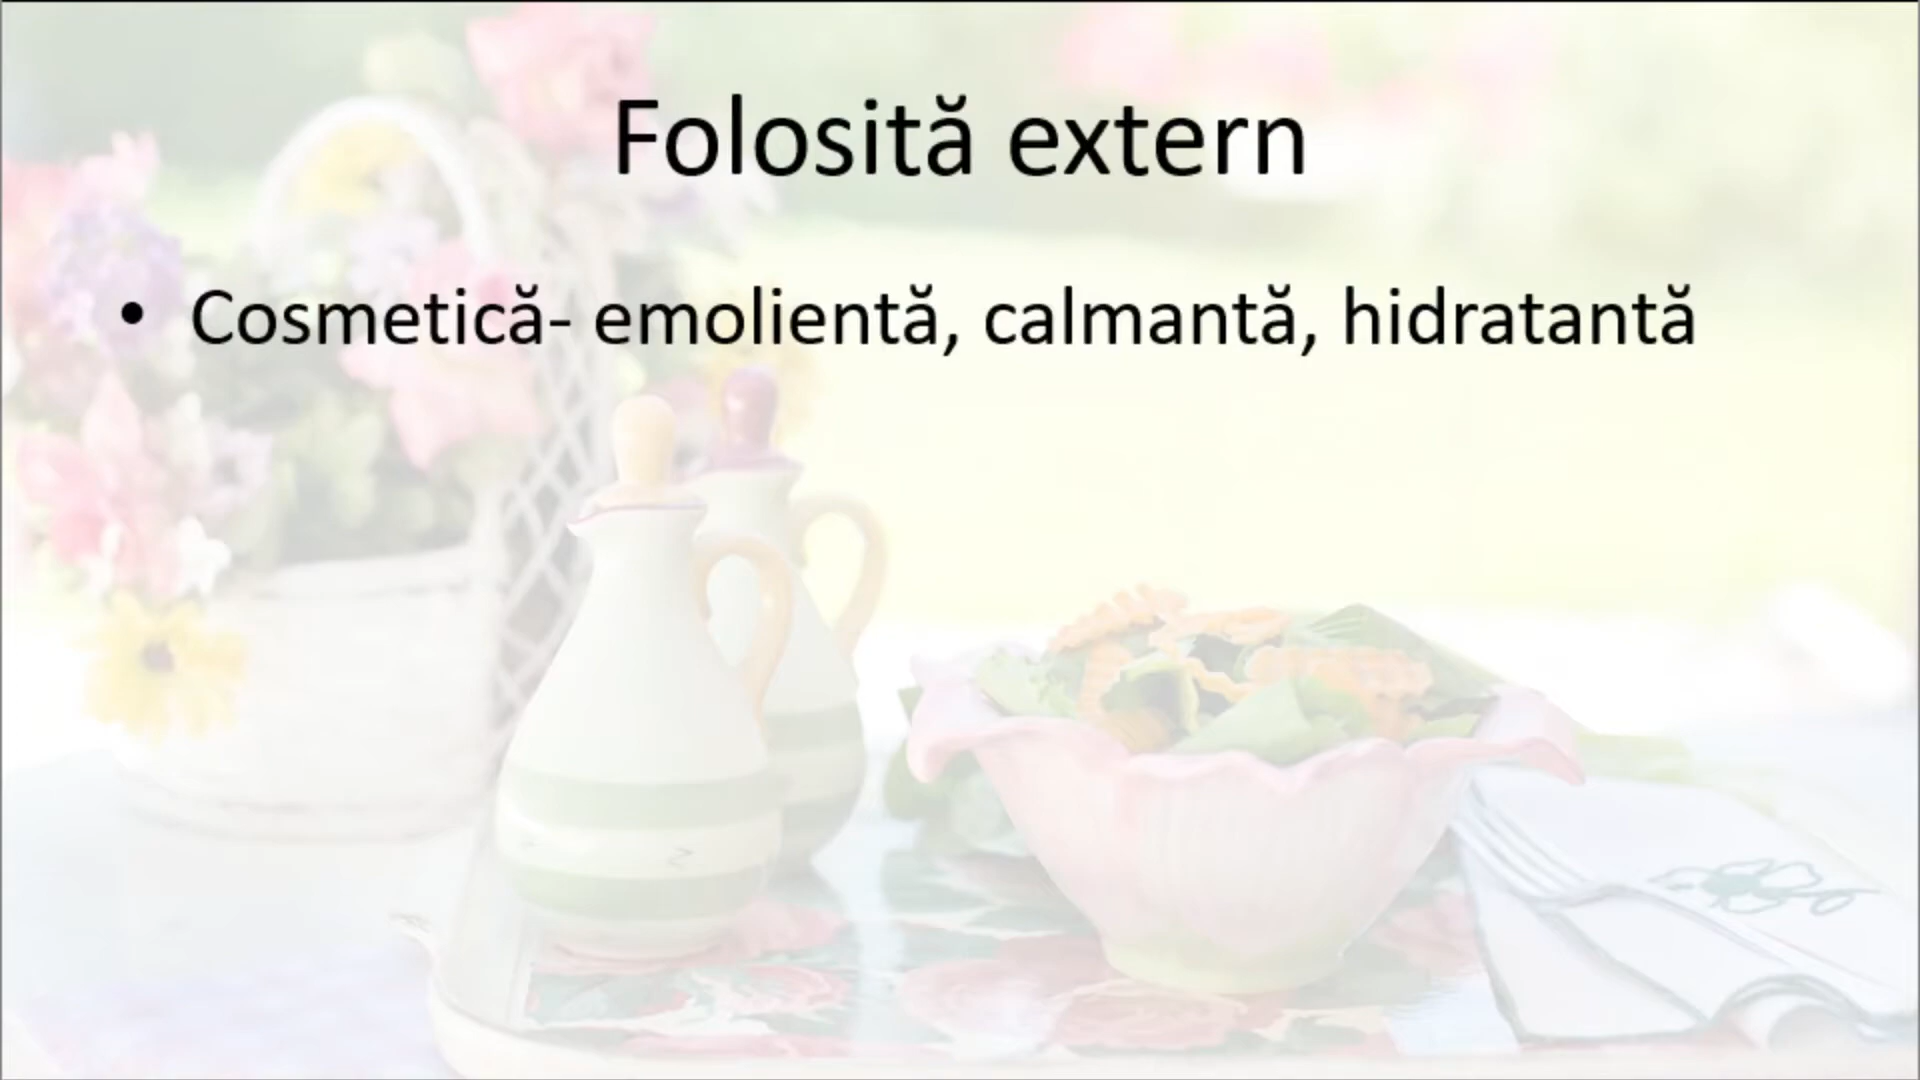 Folosită extern
• Cosmetică- emolientă, calmantă, hidratantă